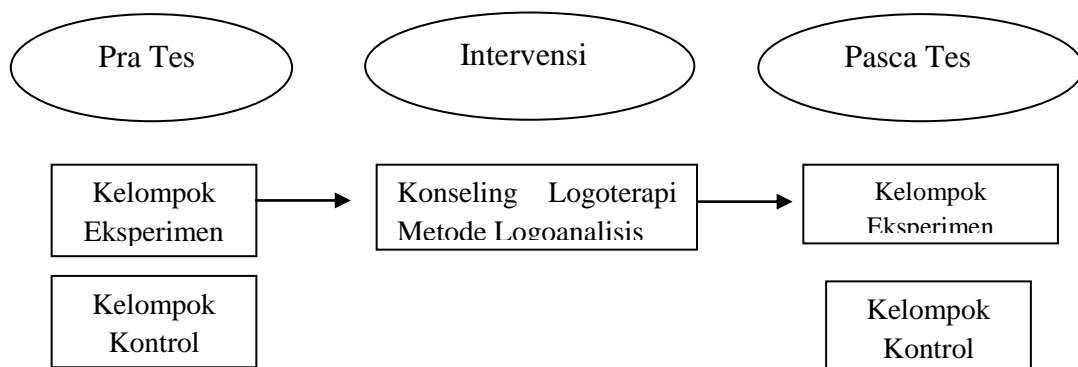 Pra Tes
Intervensi
Pasca Tes
Kelompok
Eksperimen
Konseling Logoterapi
Metode Logoanalisis
Kelompok
Eksperimen
Kelompok
Kontrol
Kelompok
Kontrol